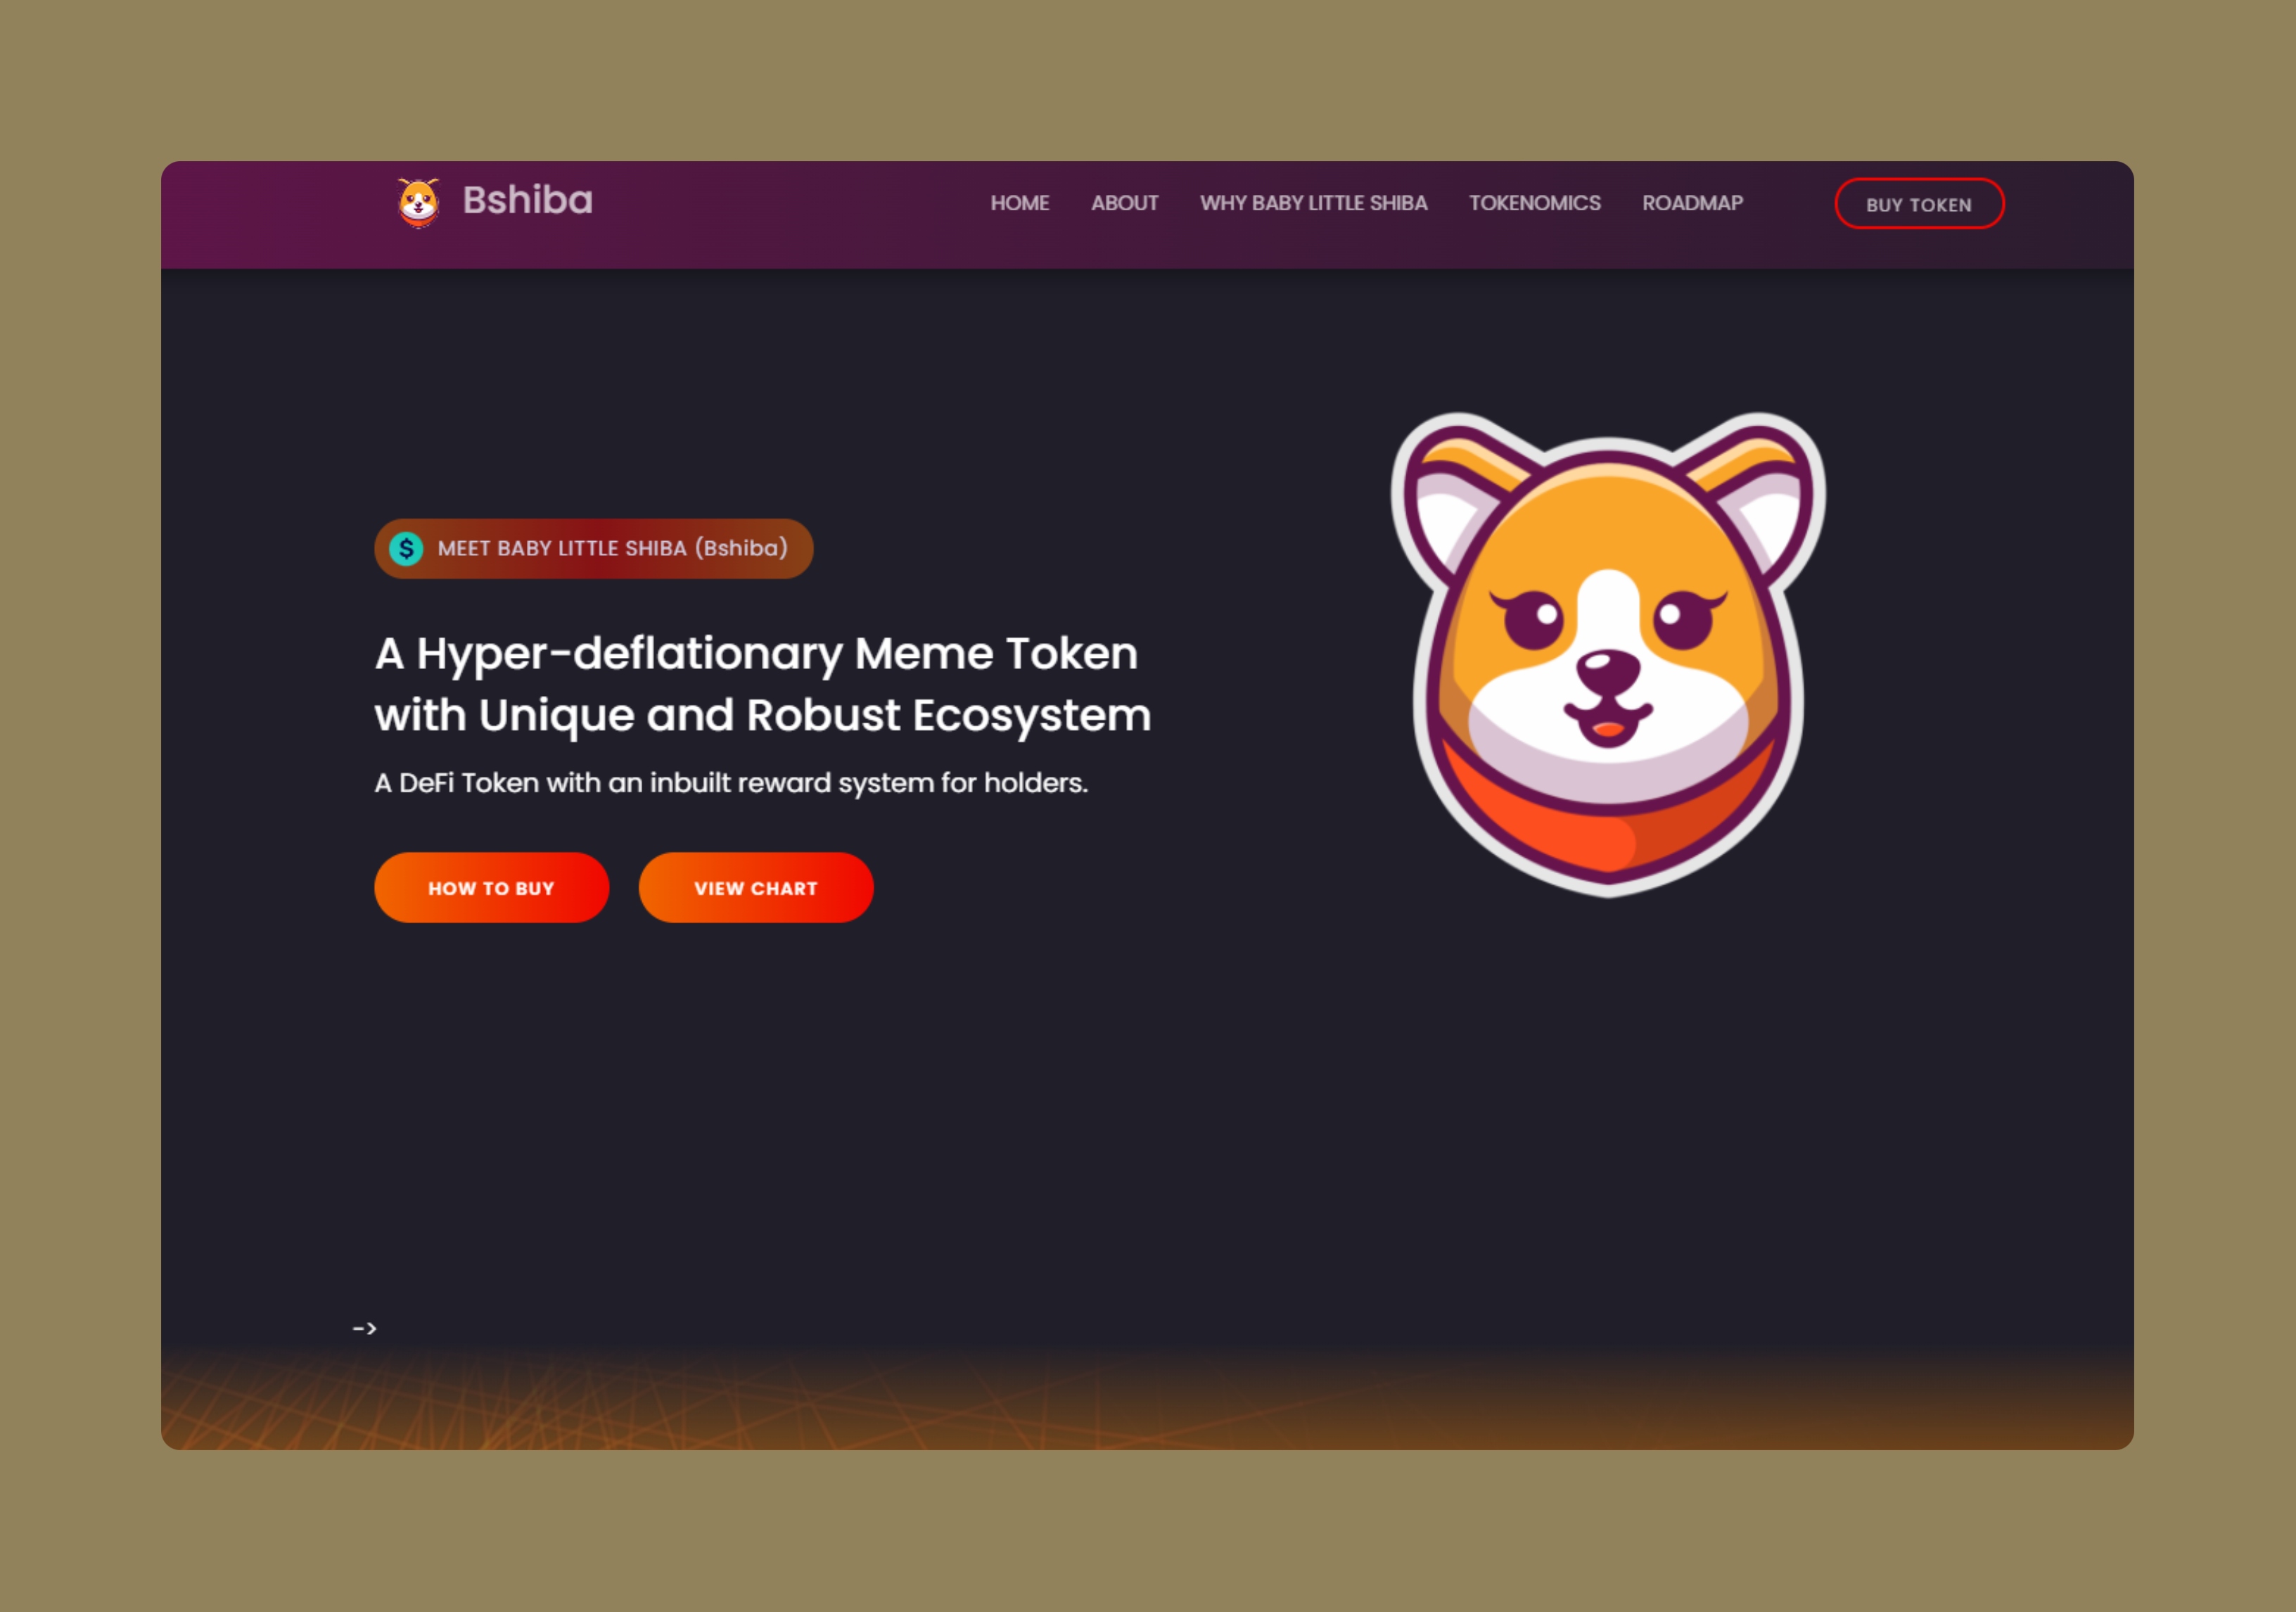 Bshiba
HOME ABOUT WHY BABY LITTLE SHIBA TOKENOMICS ROADMAP BUY TOKEN
$ MEET BABY LITTLE SHIBA (Bshiba)
A Hyper-deflationary Meme Token
with Unique and Robust Ecosystem
A DeFi Token with an inbuilt reward system for holders.
HOW TO BUY VIEW CHART
->